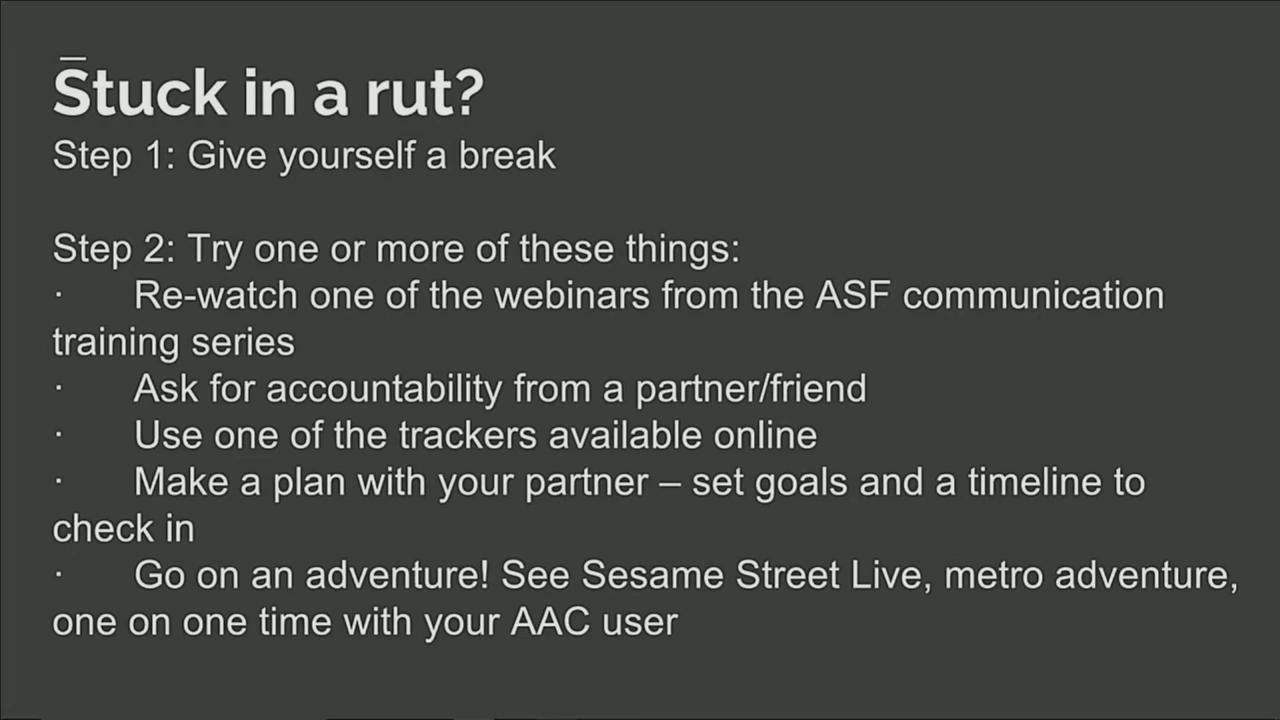 Stuck in a rut?
Step 1: Give yourself a break
Step 2: Try one or more of these things:
· Re-watch one of the webinars from the ASF communication
training series
· Ask for accountability from a partner/friend
· Use one of the trackers available online
· Make a plan with your partner – set goals and a timeline to
check in
· Go on an adventure! See Sesame Street Live, metro adventure,
one on one time with your AAC user